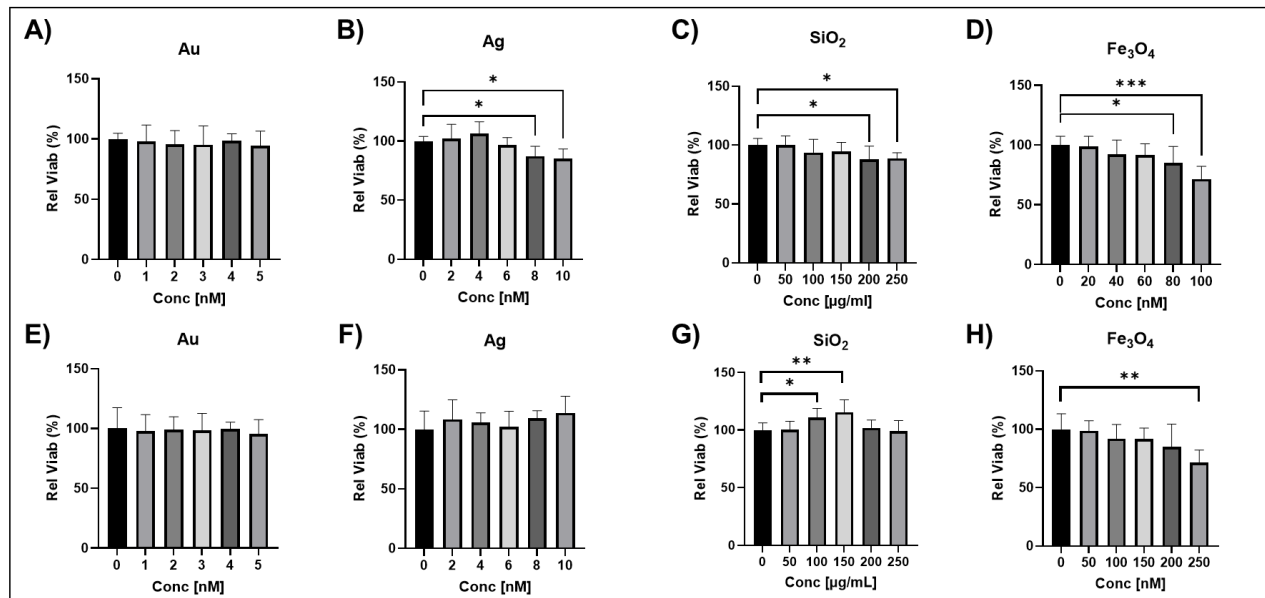 A)
Au
Rel Viab (%)
150
100
50
0
0 1 2 3 4 5
Conc [nM]
B)
Ag
Rel Viab (%)
150
100
50
0
*
*
0 2 4 6 8 10
Conc [nM]
C)
SiO₂
Rel Viab (%)
150
100
50
0
*
*
0 50 100 150 200 250
Conc [µg/ml]
D)
Fe₃O₄
Rel Viab (%)
150
100
50
0
***
*
0 20 40 60 80 100
Conc [nM]
E)
Au
Rel Viab (%)
150
100
50
0
0 1 2 3 4 5
Conc [nM]
F)
Ag
Rel Viab (%)
150
100
50
0
0 2 4 6 8 10
Conc [nM]
G)
SiO₂
Rel Viab (%)
150
100
50
0
**
*
0 50 100 150 200 250
Conc [µg/mL]
H)
Fe₃O₄
Rel Viab (%)
150
100
50
0
**
0 50 100 150 200 250
Conc [nM]